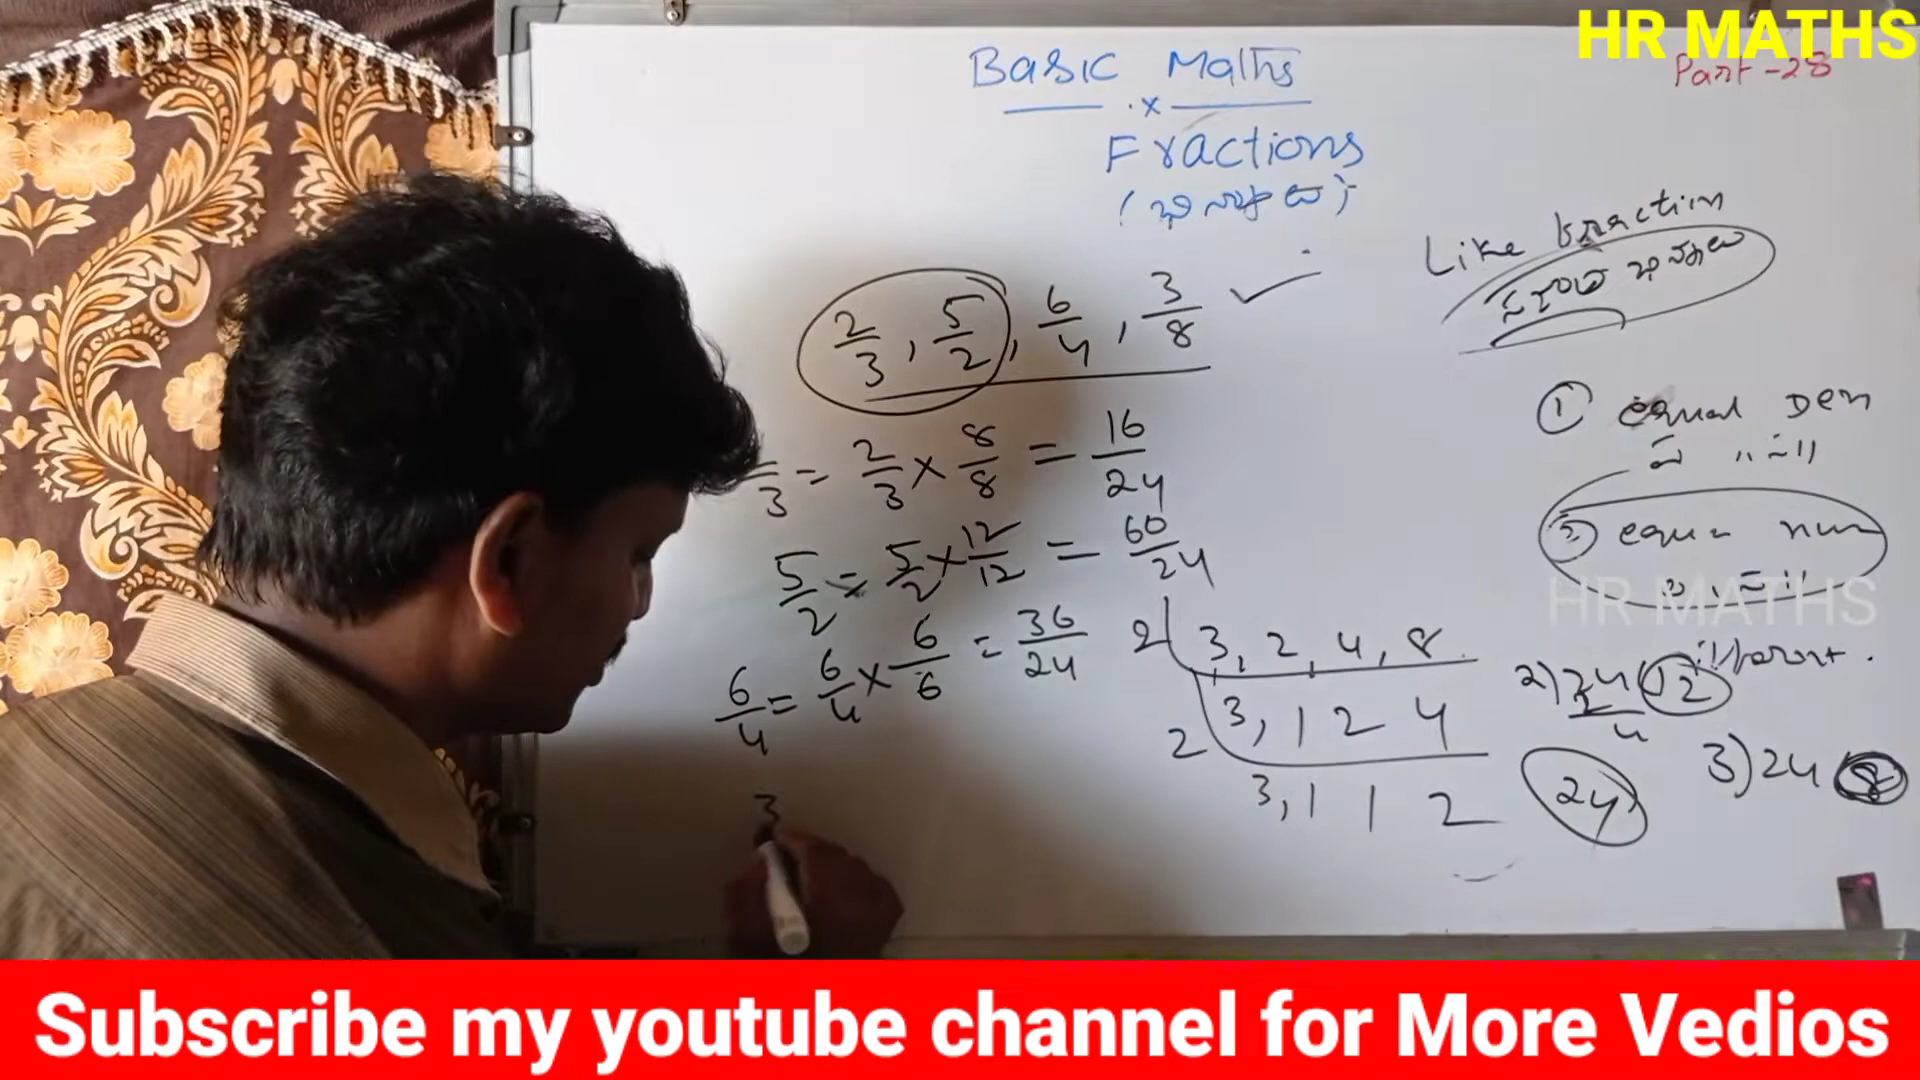 HR MATHS
Part-28
Basic Maths
x
Fractions
(భిన్నాలు)
Like fraction
2/3, 5/2, 6/4, 3/8
3 = 2/3 × 8/8 = 16/24
5/2 = 5/2 × 12/12 = 60/24
6/4 = 6/4 × 6/6 = 36/24
3
2 | 3, 2, 4, 8
2 | 3, 1 2 4
3, 1 1 2
① equal Den
② equa num
HR MATHS
2)24(12
4
24
3)24 8
Subscribe my youtube channel for More Vedios